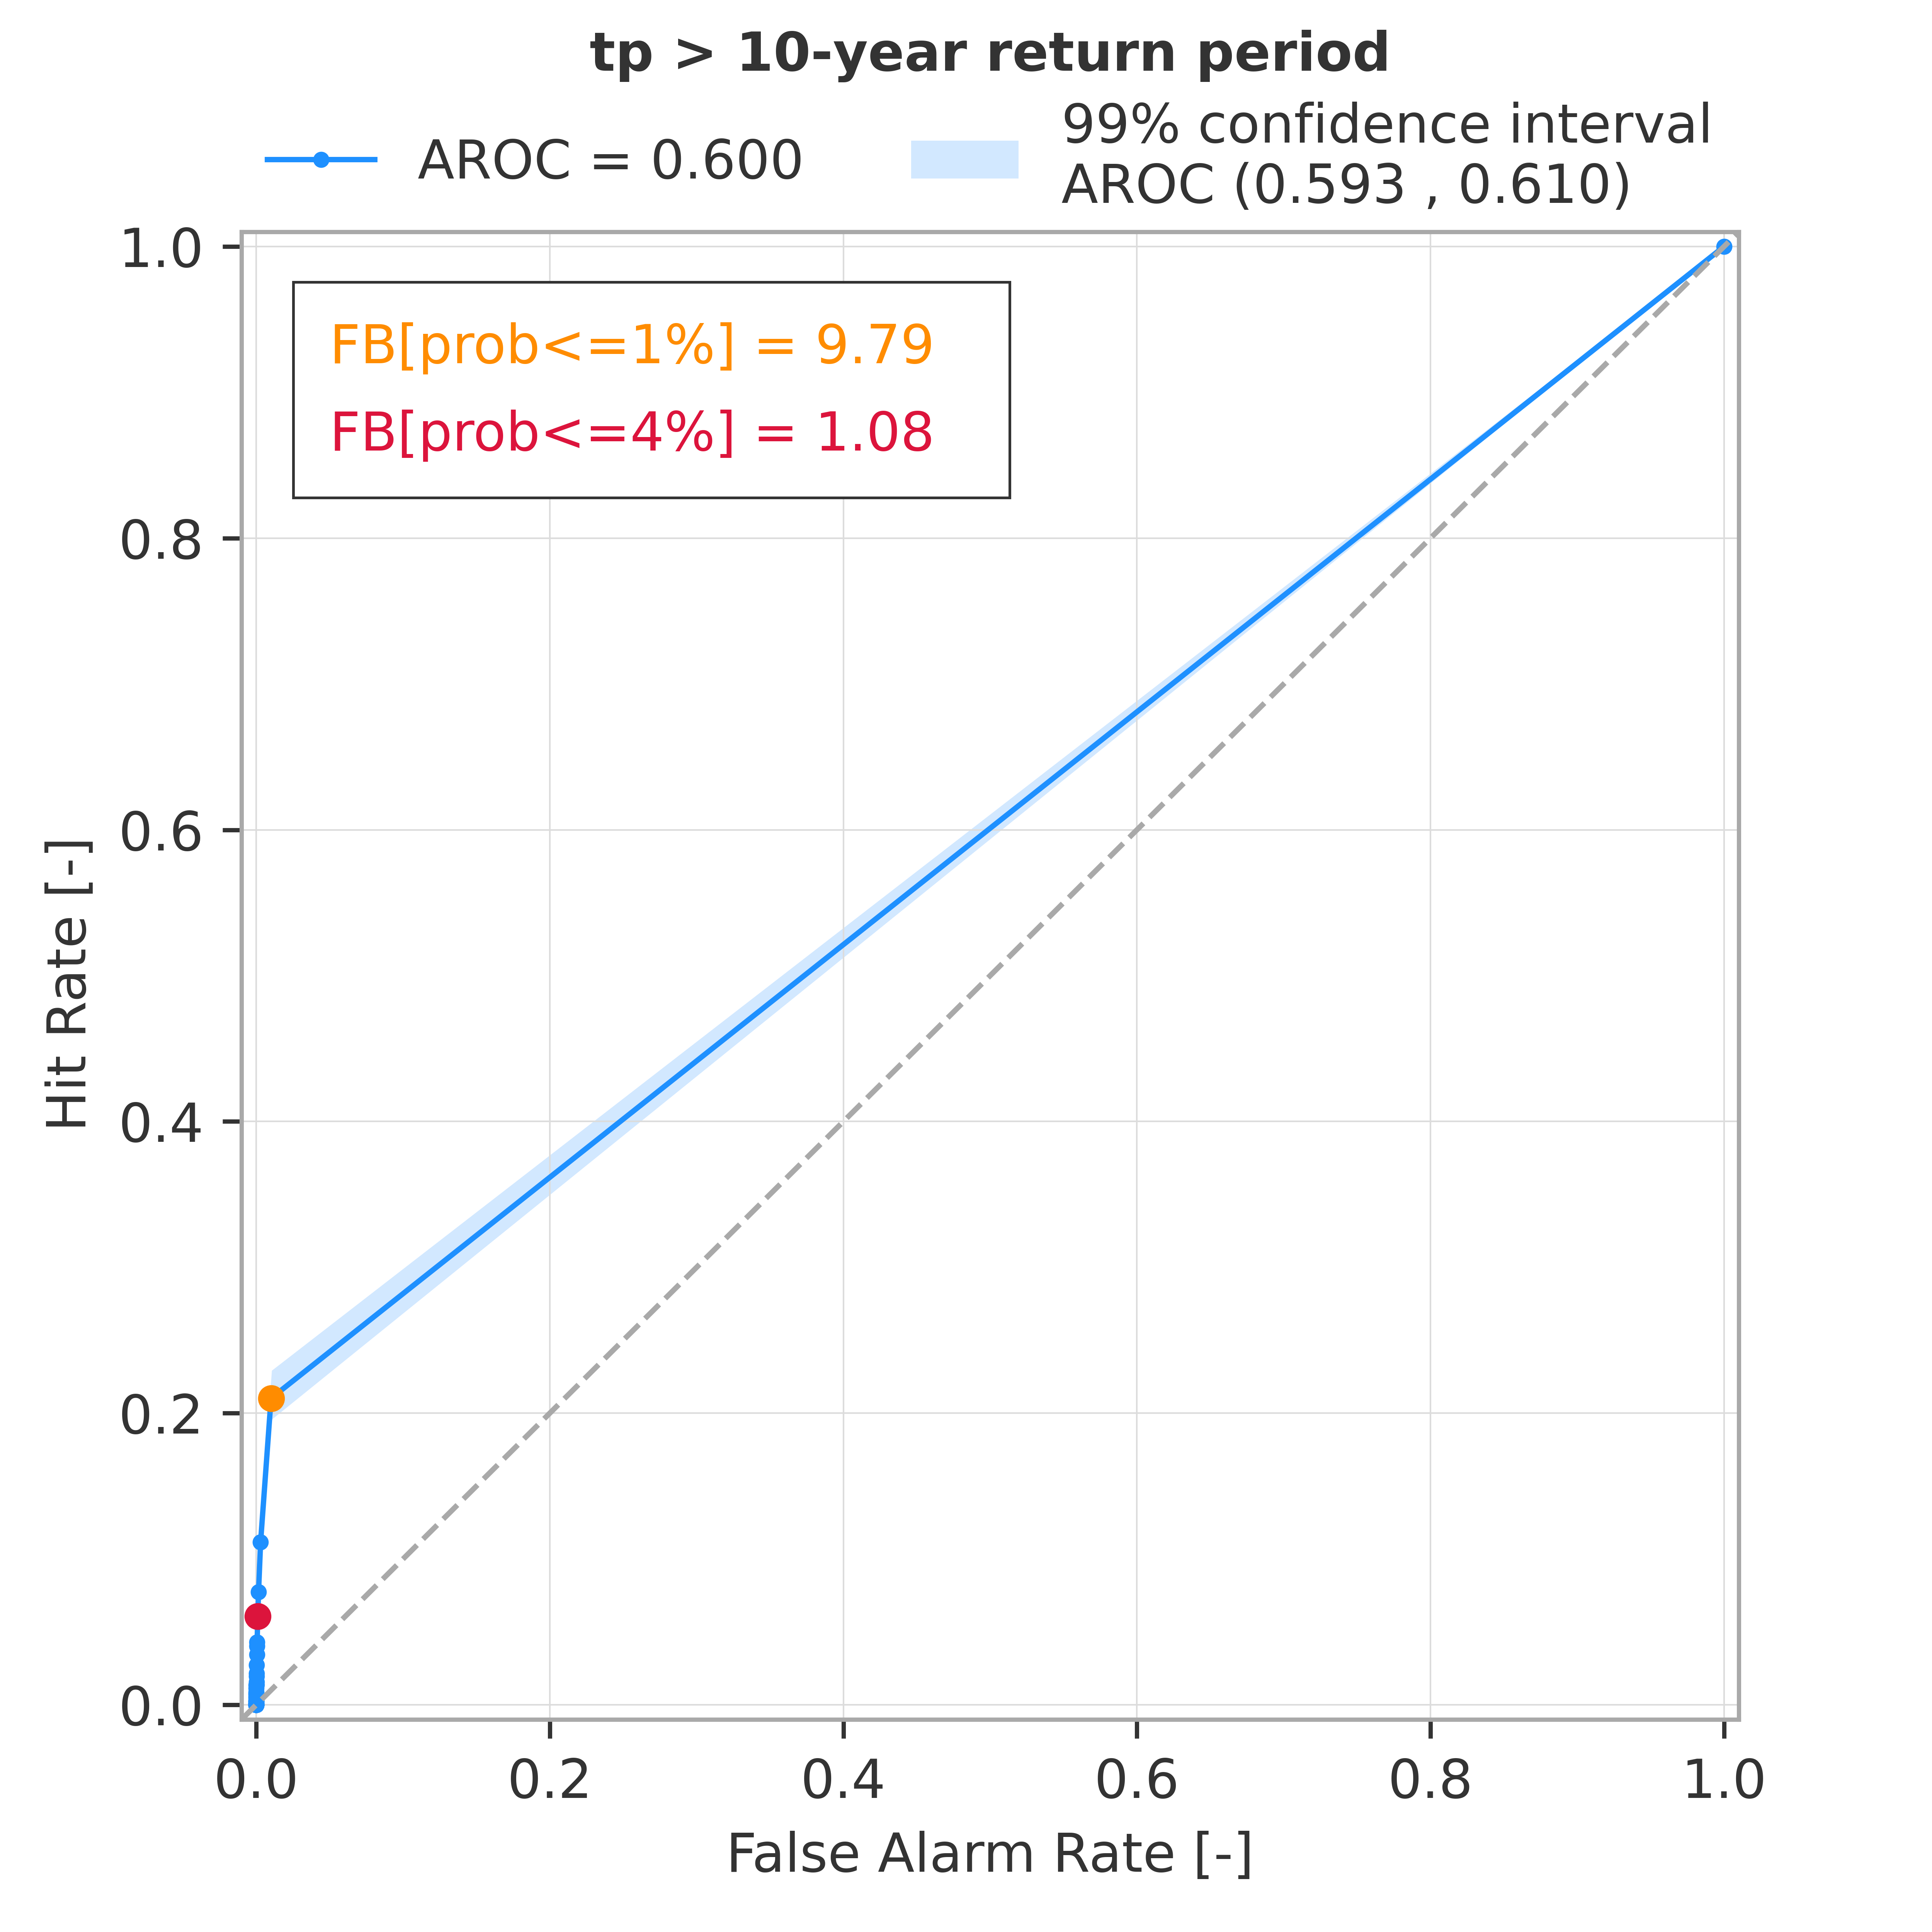 tp > 10-year return period
AROC = 0.600
99% confidence interval
AROC (0.593 , 0.610)
FB[prob<=1%] = 9.79
FB[prob<=4%] = 1.08
Hit Rate [-]
1.0
0.8
0.6
0.4
0.2
0.0
0.0 0.2 0.4 0.6 0.8 1.0
False Alarm Rate [-]